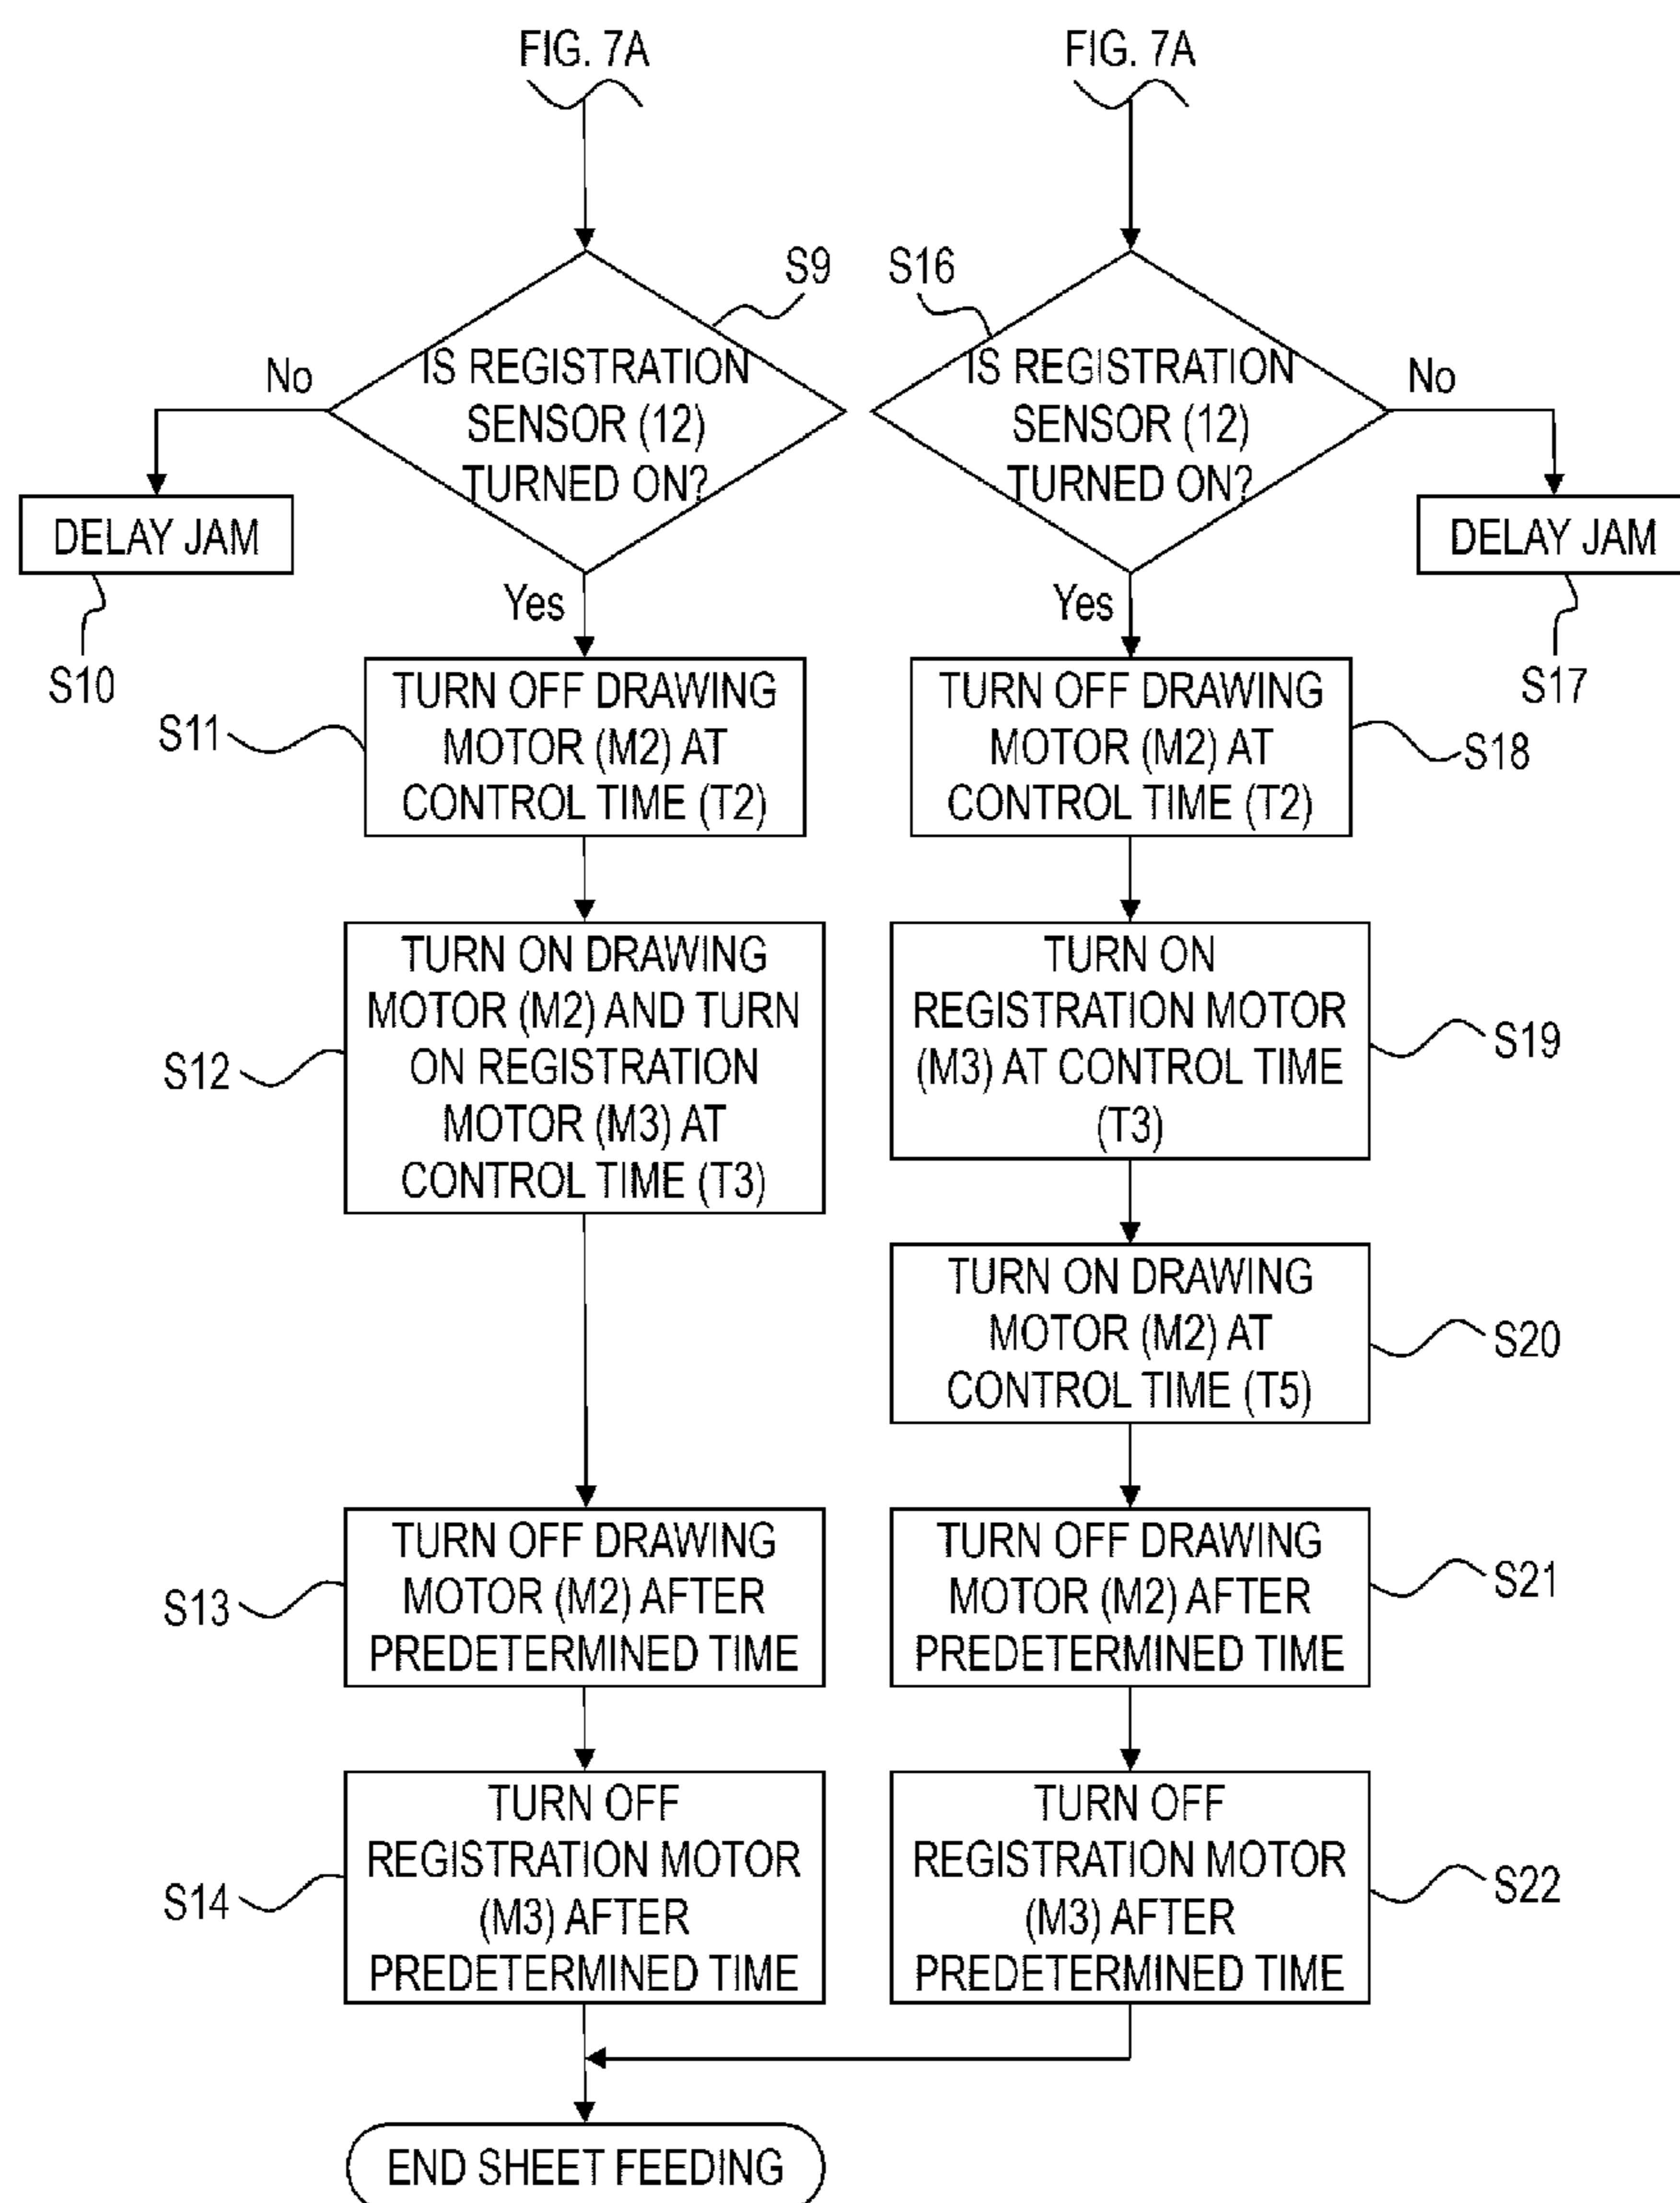 FIG. 7A
FIG. 7A
S9
S16
IS REGISTRATION
SENSOR (12)
TURNED ON?
No
IS REGISTRATION
SENSOR (12)
TURNED ON?
No
DELAY JAM
DELAY JAM
Yes
Yes
S10
S17
S11
TURN OFF DRAWING
MOTOR (M2) AT
CONTROL TIME (T2)
TURN OFF DRAWING
MOTOR (M2) AT
CONTROL TIME (T2)
S18
S12
TURN ON DRAWING
MOTOR (M2) AND TURN
ON REGISTRATION
MOTOR (M3) AT
CONTROL TIME (T3)
TURN ON
REGISTRATION MOTOR
(M3) AT CONTROL TIME
(T3)
S19
TURN ON DRAWING
MOTOR (M2) AT
CONTROL TIME (T5)
S20
S13
TURN OFF DRAWING
MOTOR (M2) AFTER
PREDETERMINED TIME
TURN OFF DRAWING
MOTOR (M2) AFTER
PREDETERMINED TIME
S21
S14
TURN OFF
REGISTRATION MOTOR
(M3) AFTER
PREDETERMINED TIME
TURN OFF
REGISTRATION MOTOR
(M3) AFTER
PREDETERMINED TIME
S22
END SHEET FEEDING